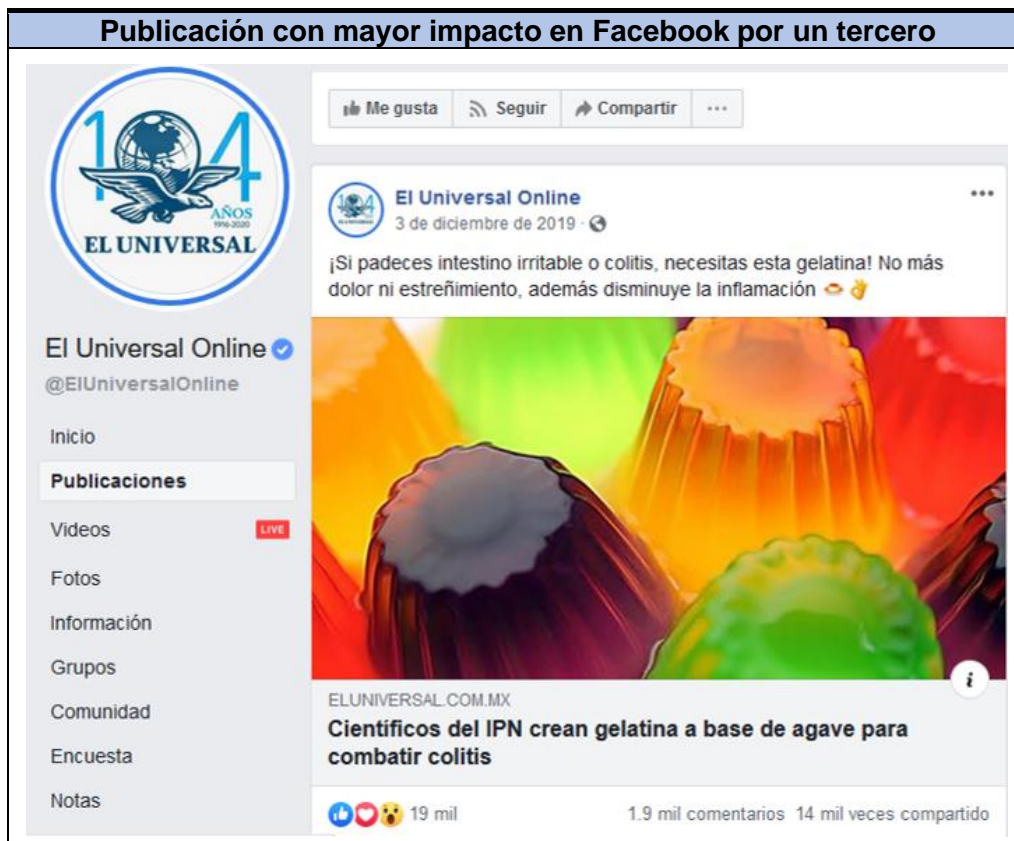 Publicación con mayor impacto en Facebook por un tercero
104
AÑOS
1916-2020
EL UNIVERSAL
El Universal Online
@ElUniversalOnline
Inicio
Publicaciones
Videos LIVE
Fotos
Información
Grupos
Comunidad
Encuesta
Notas
Me gusta Seguir Compartir ...
104
EL UNIVERSAL
El Universal Online
3 de diciembre de 2019 ·
¡Si padeces intestino irritable o colitis, necesitas esta gelatina! No más
dolor ni estreñimiento, además disminuye la inflamación 🍮 👌
i
ELUNIVERSAL.COM.MX
Científicos del IPN crean gelatina a base de agave para
combatir colitis
19 mil 1.9 mil comentarios 14 mil veces compartido